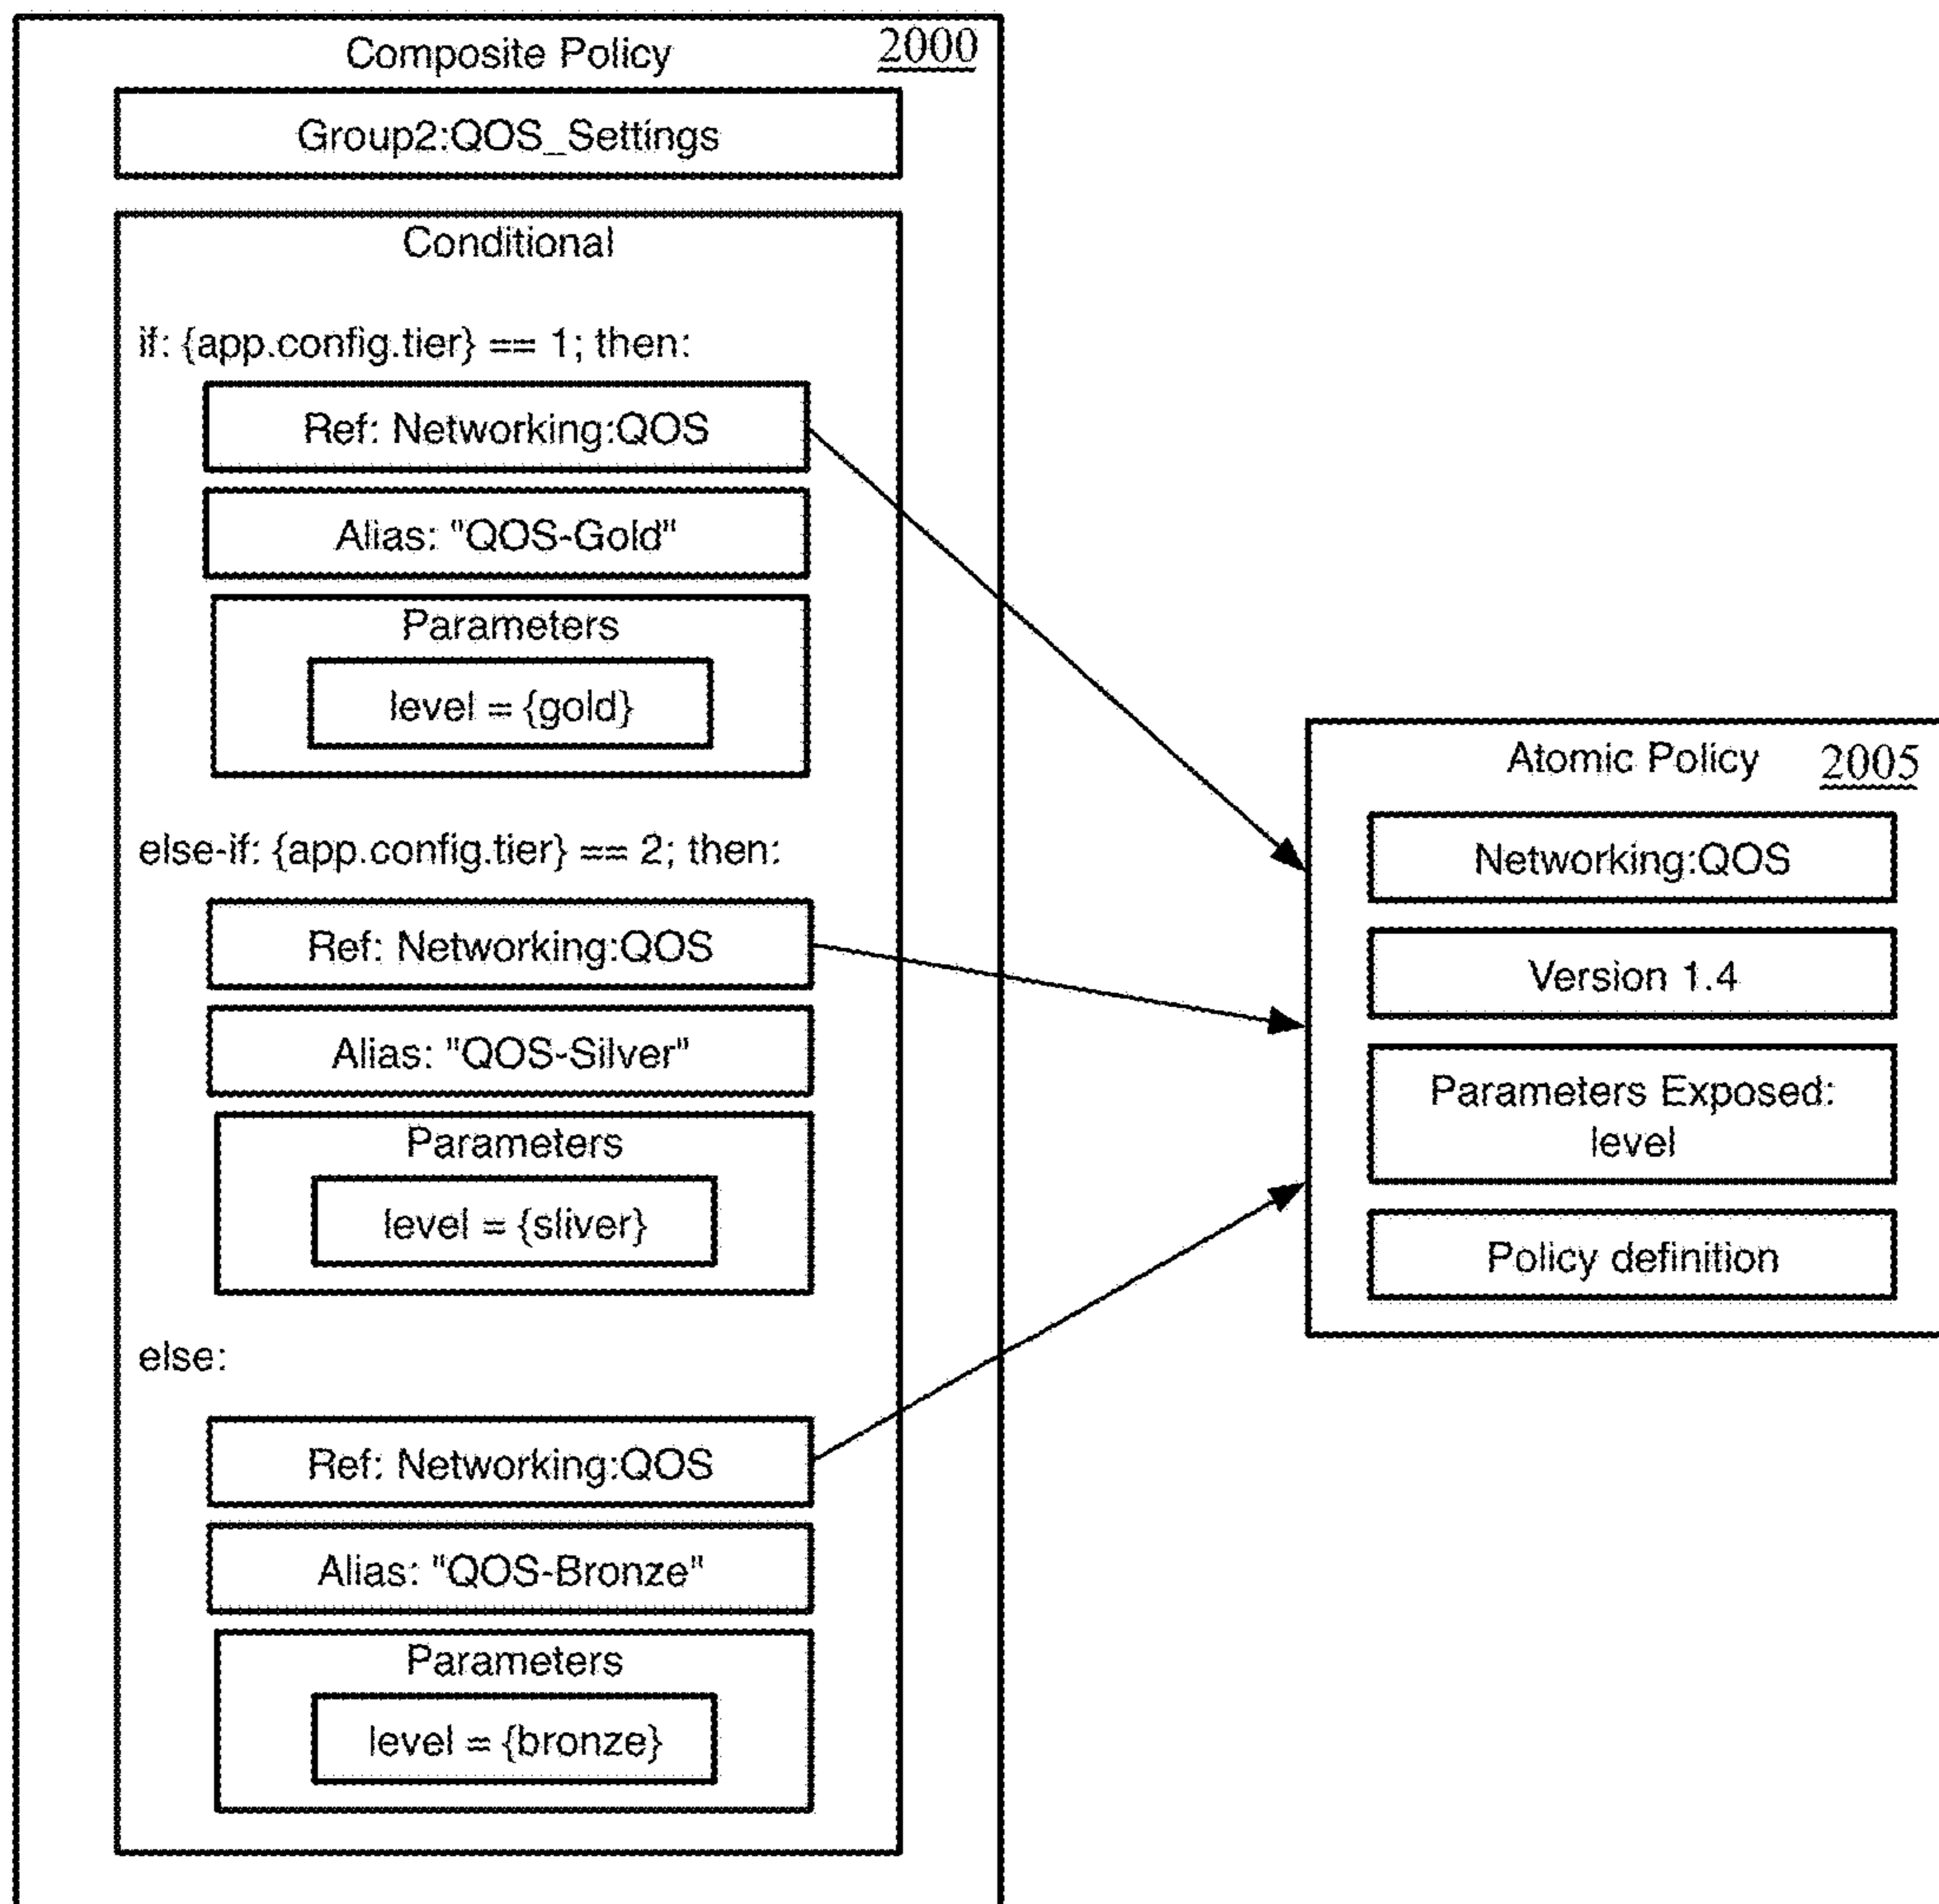 Composite Policy 2000
Group2:QOS_Settings
Conditional
if: {app.config.tier} == 1; then:
Ref: Networking:QOS
Alias: "QOS-Gold"
Parameters
level = {gold}
else-if: {app.config.tier} == 2; then:
Ref: Networking:QOS
Alias: "QOS-Silver"
Parameters
level = {sliver}
else:
Ref: Networking:QOS
Alias: "QOS-Bronze"
Parameters
level = {bronze}
Atomic Policy 2005
Networking:QOS
Version 1.4
Parameters Exposed:
level
Policy definition